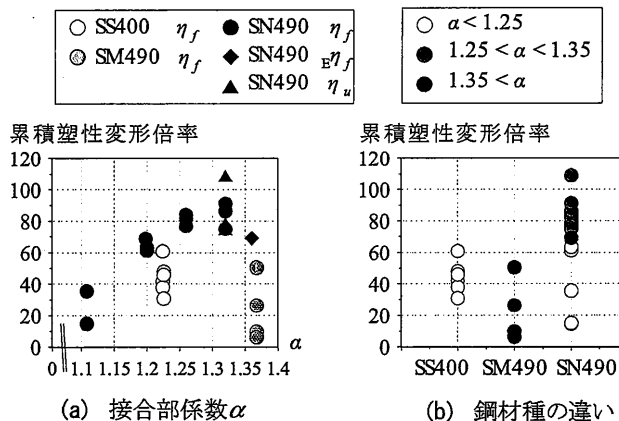 SS400 η_f
SM490 η_f
SN490 η_f
SN490 _Eη_f
SN490 η_u
α < 1.25
1.25 < α < 1.35
1.35 < α
累積塑性変形倍率
120
100
80
60
40
20
0
0 1.1 1.15 1.2 1.25 1.3 1.35 1.4
α
(a) 接合部係数α
累積塑性変形倍率
120
100
80
60
40
20
0
SS400 SM490 SN490
(b) 鋼材種の違い